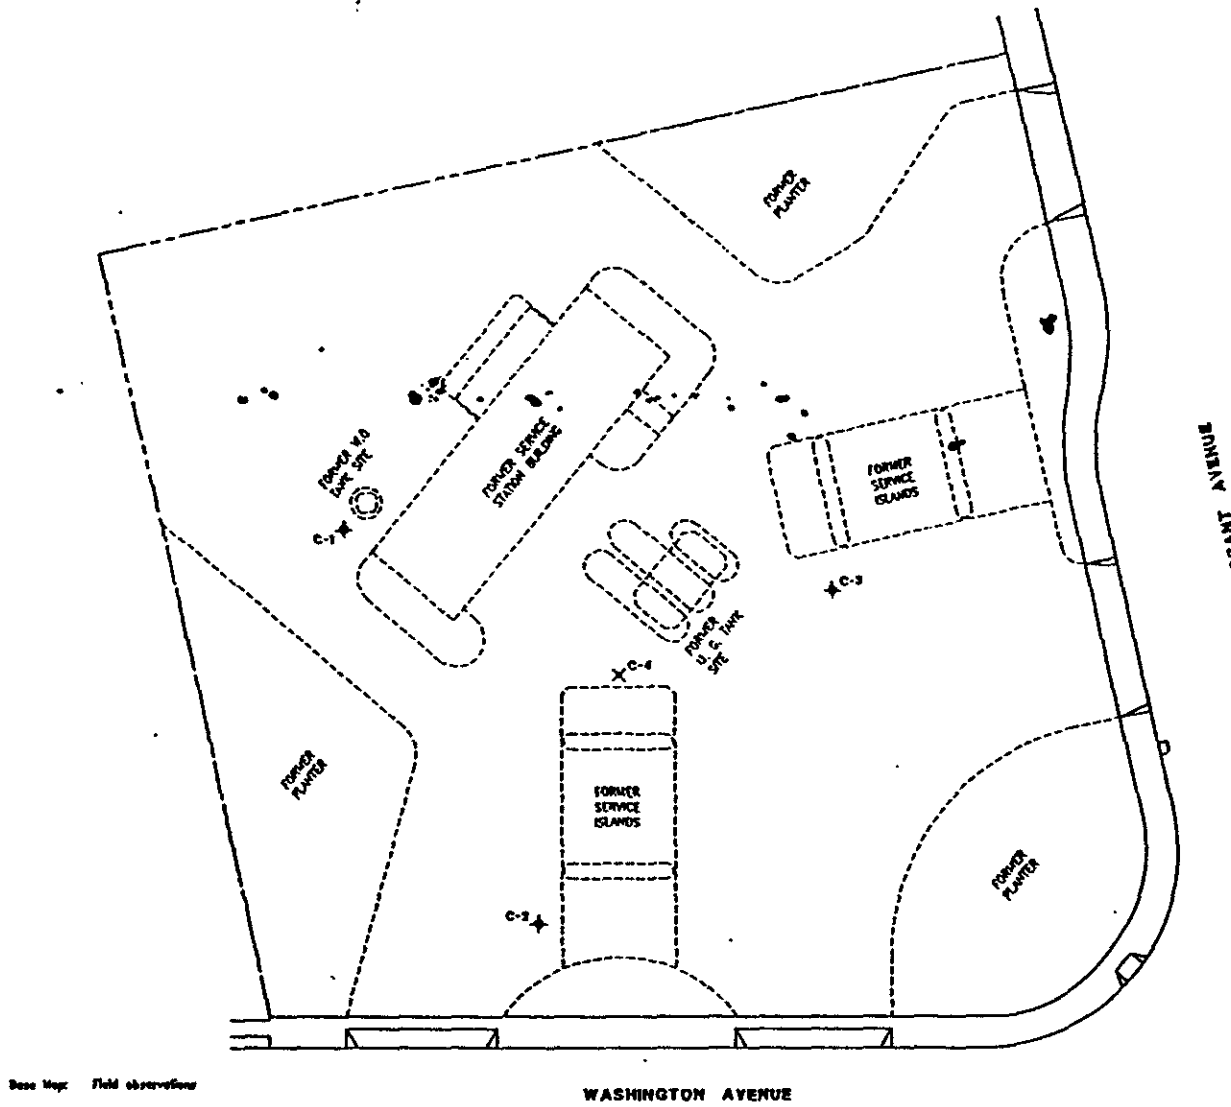 FORMER
PLANTER
FORMER W.O
TANK SITE
C-1
FORMER SERVICE
STATION BUILDING
FORMER
SERVICE
ISLANDS
AVENUE
C-3
FORMER
U. G. TANK
SITE
C-4
FORMER
PLANTER
FORMER
SERVICE
ISLANDS
FORMER
PLANTER
C-2
Base Map: Field observations
WASHINGTON AVENUE